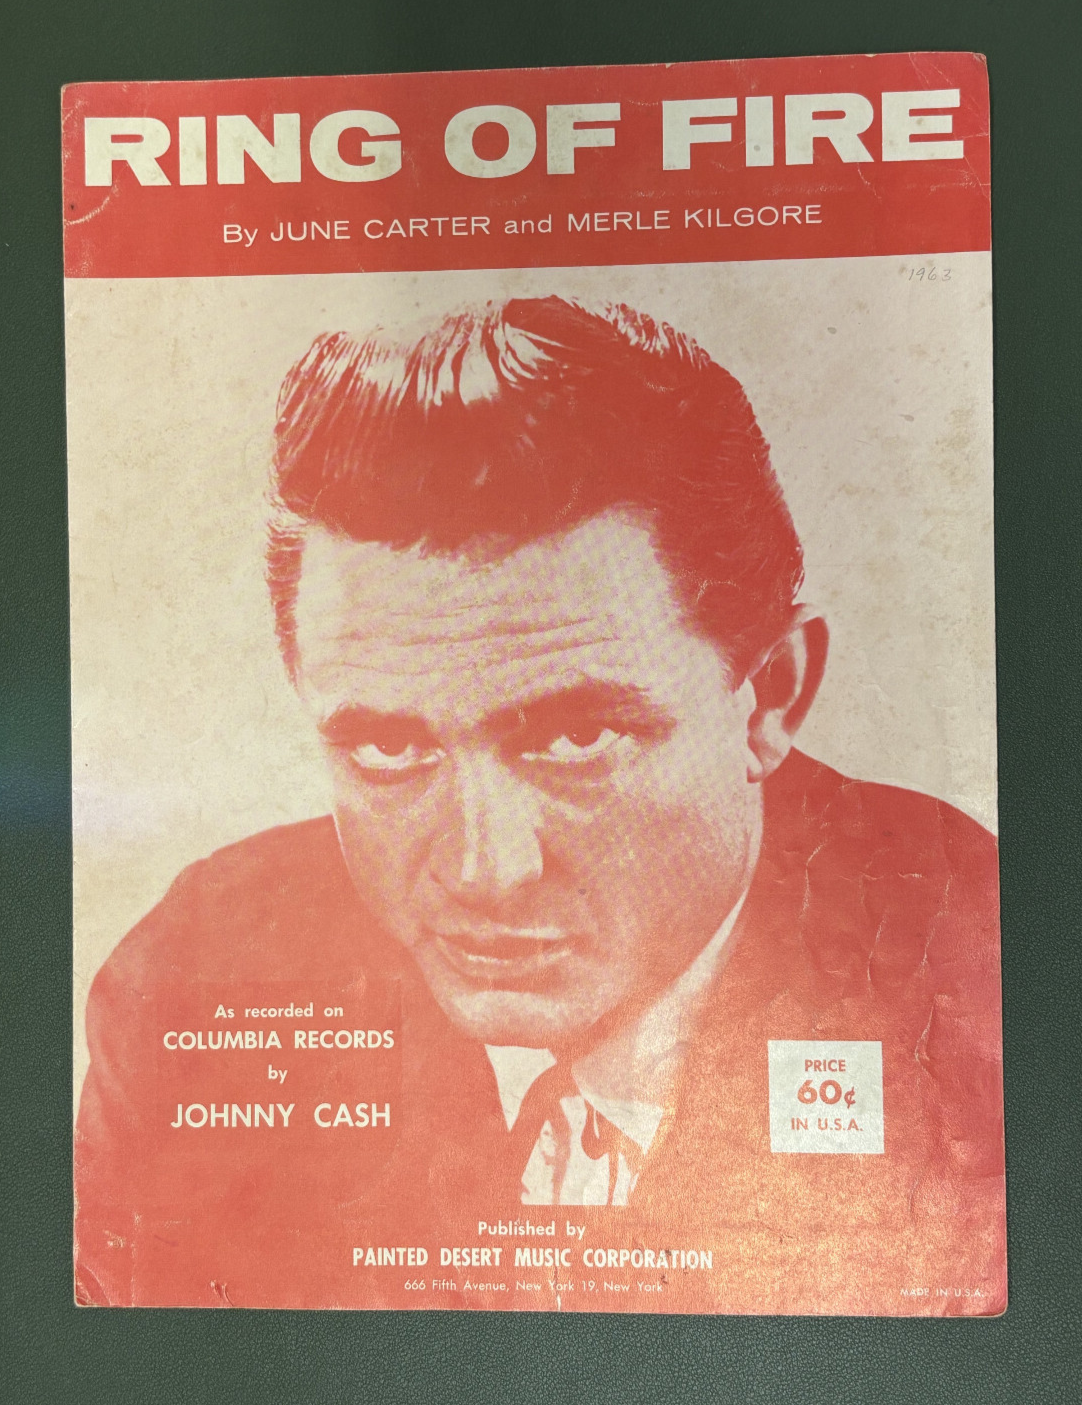 RING OF FIRE
By JUNE CARTER and MERLE KILGORE
1963
As recorded on
COLUMBIA RECORDS
by
JOHNNY CASH
PRICE
60¢
IN U.S.A.
Published by
PAINTED DESERT MUSIC CORPORATION
666 Fifth Avenue, New York 19, New York
MADE IN U.S.A.